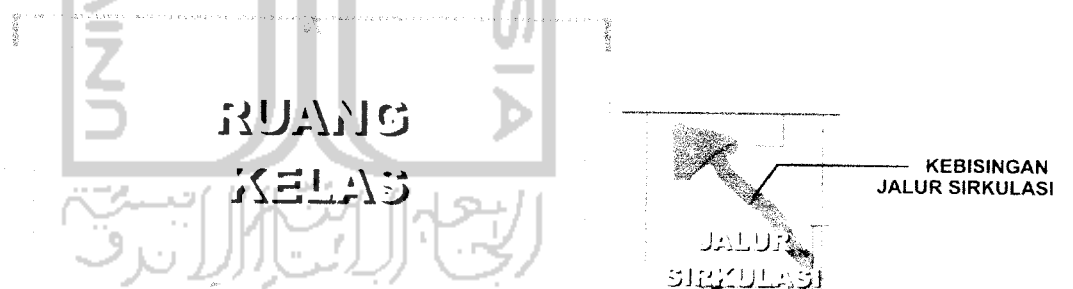 RUANG
KELAS
KEBISINGAN
JALUR SIRKULASI
JALUR
SIRKULASI